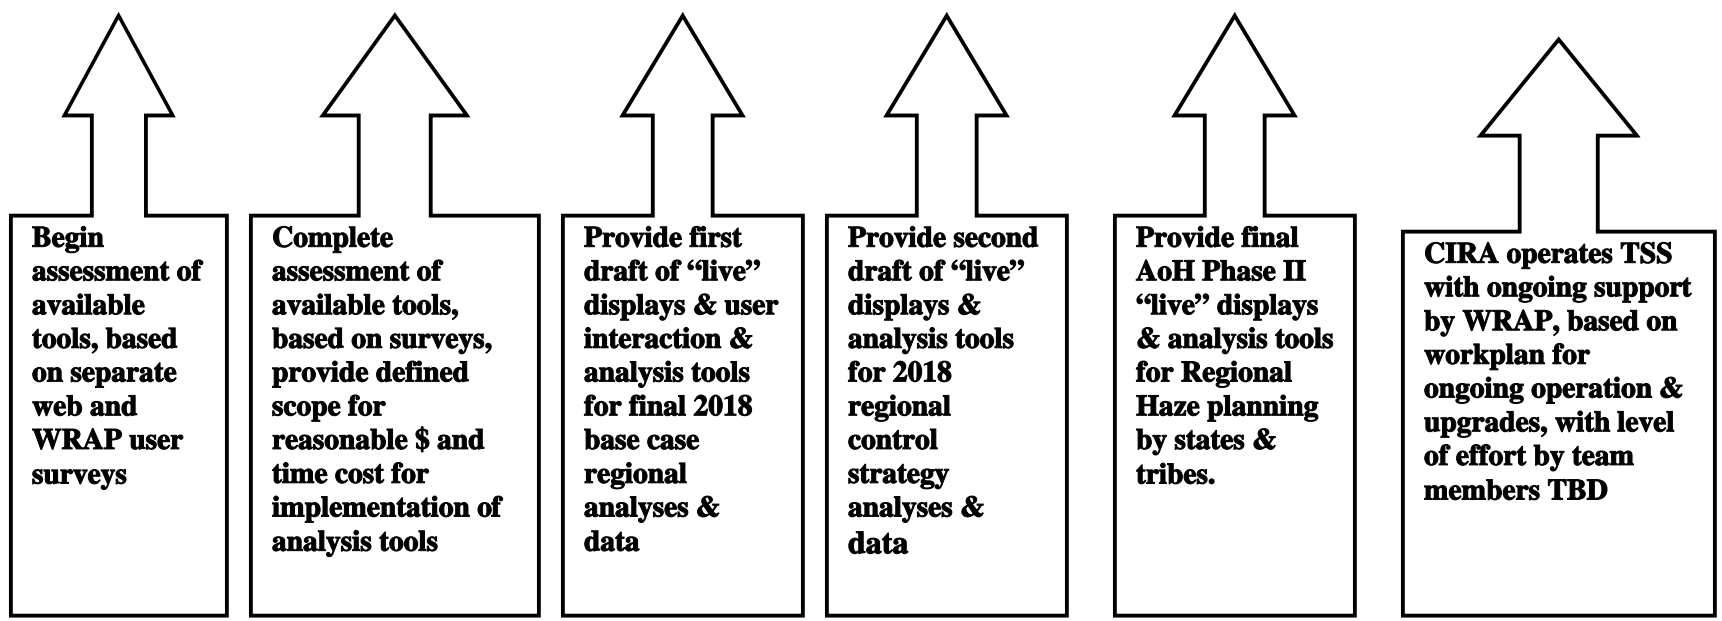 Begin
assessment of
available
tools, based
on separate
web and
WRAP user
surveys
Complete
assessment of
available tools,
based on surveys,
provide defined
scope for
reasonable $ and
time cost for
implementation of
analysis tools
Provide first
draft of “live”
displays & user
interaction &
analysis tools
for final 2018
base case
regional
analyses &
data
Provide second
draft of “live”
displays &
analysis tools
for 2018
regional
control
strategy
analyses &
data
Provide final
AoH Phase II
“live” displays
& analysis tools
for Regional
Haze planning
by states &
tribes.
CIRA operates TSS
with ongoing support
by WRAP, based on
workplan for
ongoing operation &
upgrades, with level
of effort by team
members TBD